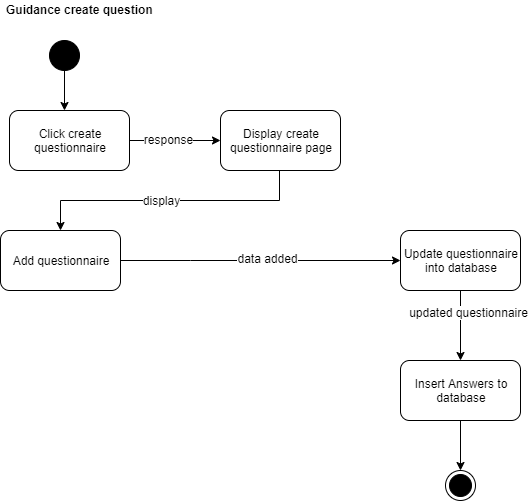 Guidance create question
Click create
questionnaire
response
Display create
questionnaire page
display
Add questionnaire
data added
Update questionnaire
into database
updated questionnaire
Insert Answers to
database